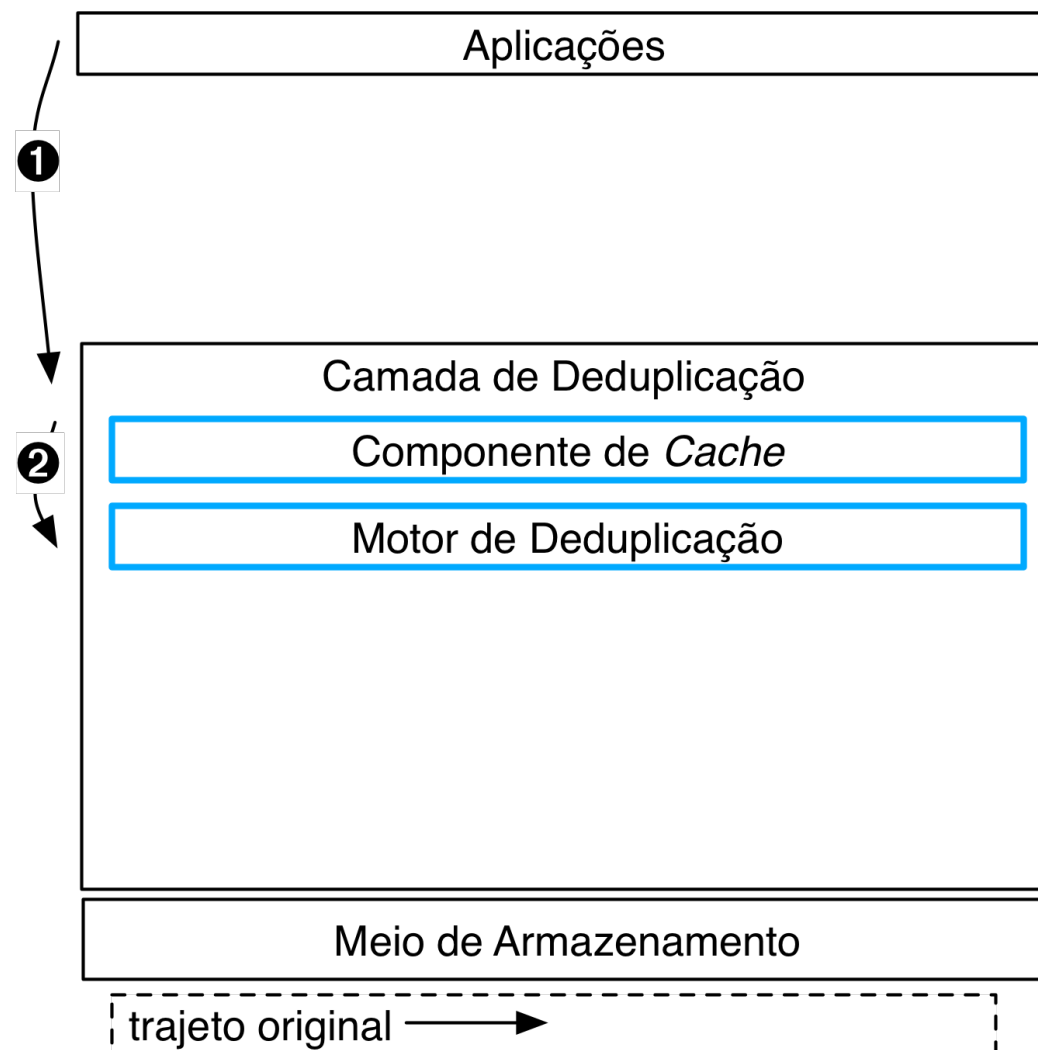 Aplicações
❶
Camada de Deduplicação
❷
Componente de Cache
Motor de Deduplicação
Meio de Armazenamento
trajeto original